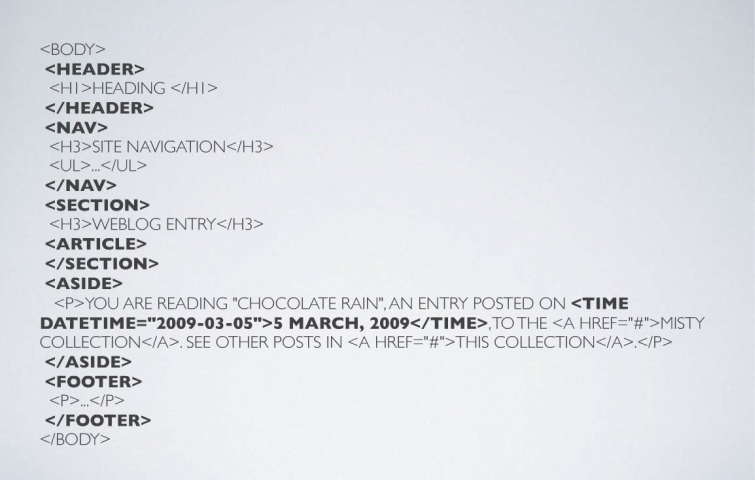 <BODY>
<HEADER>
<H1>HEADING </H1>
</HEADER>
<NAV>
<H3>SITE NAVIGATION</H3>
<UL>...</UL>
</NAV>
<SECTION>
<H3>WEBLOG ENTRY</H3>
<ARTICLE>
</SECTION>
<ASIDE>
<P>YOU ARE READING "CHOCOLATE RAIN", AN ENTRY POSTED ON <TIME
DATETIME="2009-03-05">5 MARCH, 2009</TIME>, TO THE <A HREF="#">MISTY
COLLECTION</A>. SEE OTHER POSTS IN <A HREF="#">THIS COLLECTION</A>.</P>
</ASIDE>
<FOOTER>
<P>...</P>
</FOOTER>
</BODY>